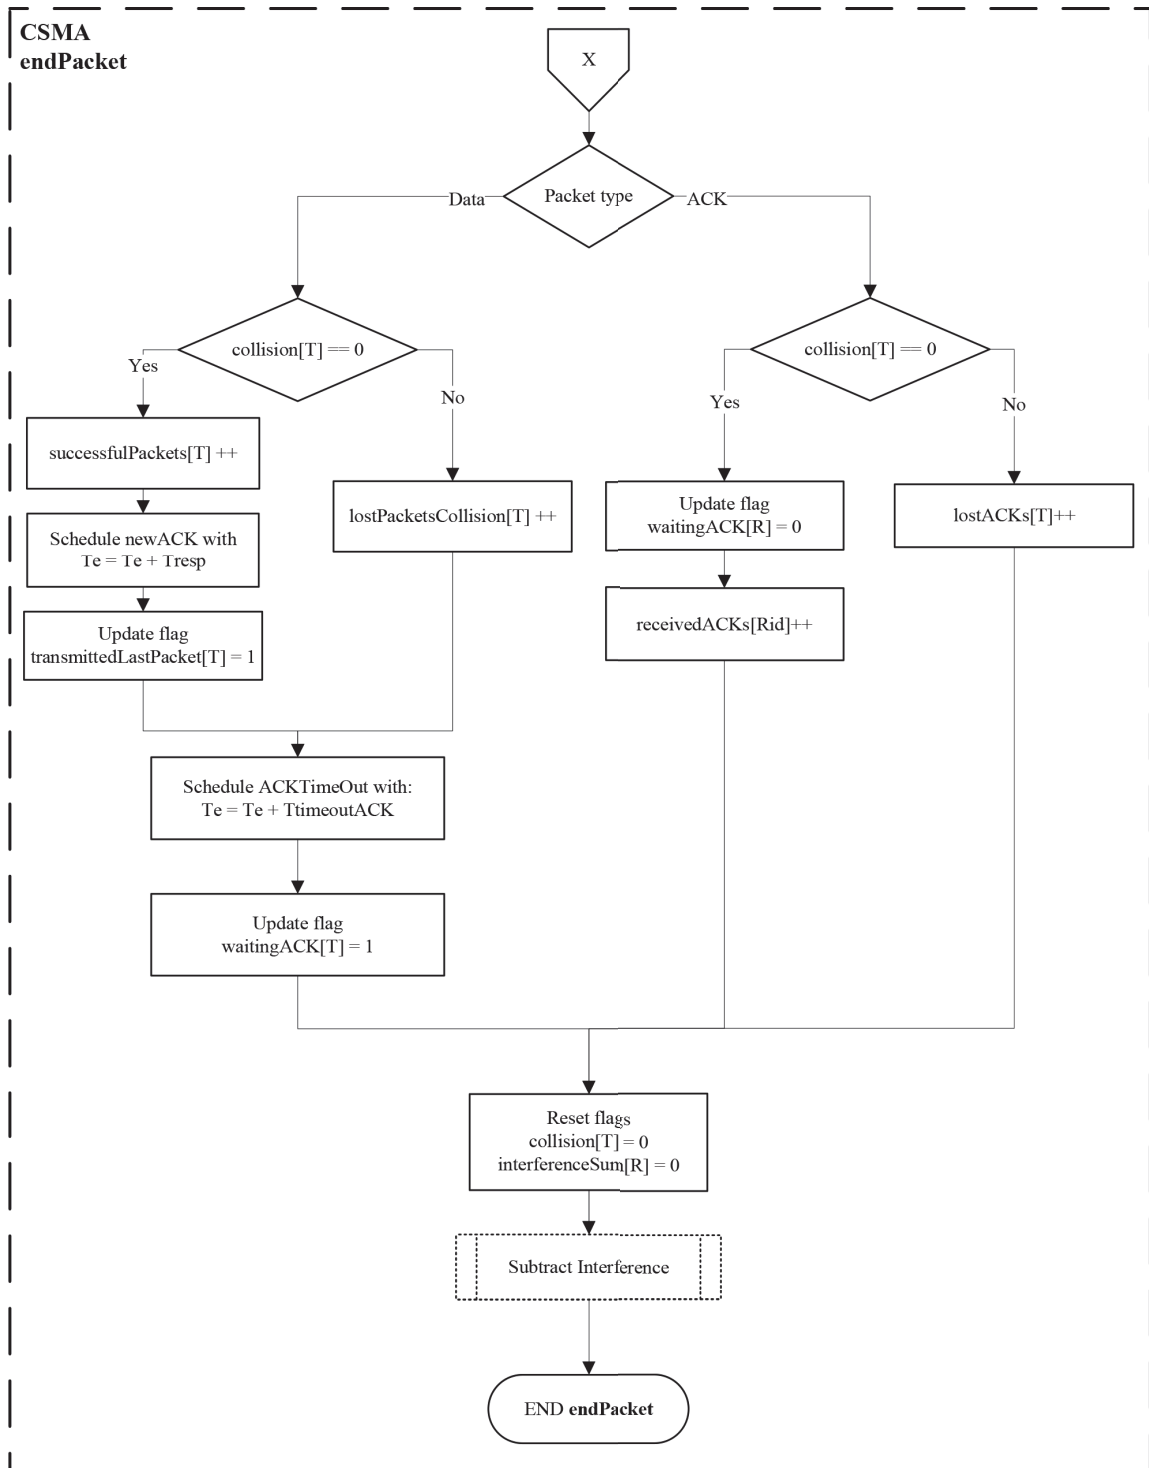 CSMA
endPacket
X
Packet type
Data
ACK
collision[T] == 0
collision[T] == 0
Yes
No
Yes
No
successfulPackets[T] ++
Schedule newACK with
Te = Te + Tresp
Update flag
transmittedLastPacket[T] = 1
lostPacketsCollision[T] ++
Update flag
waitingACK[R] = 0
receivedACKs[Rid]++
lostACKs[T]++
Schedule ACKTimeOut with:
Te = Te + TtimeoutACK
Update flag
waitingACK[T] = 1
Reset flags
collision[T] = 0
interferenceSum[R] = 0
Subtract Interference
END endPacket